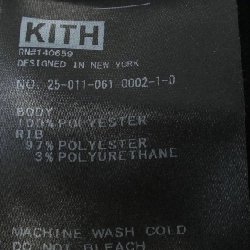 KITH
RN#140659
DESIGNED IN NEW YORK
NO. 25-011-061 0002-1-0
BODY
100% POLYESTER
RIB
97% POLYESTER
3% POLYURETHANE
MACHINE WASH COLD
DO NOT BLEACH